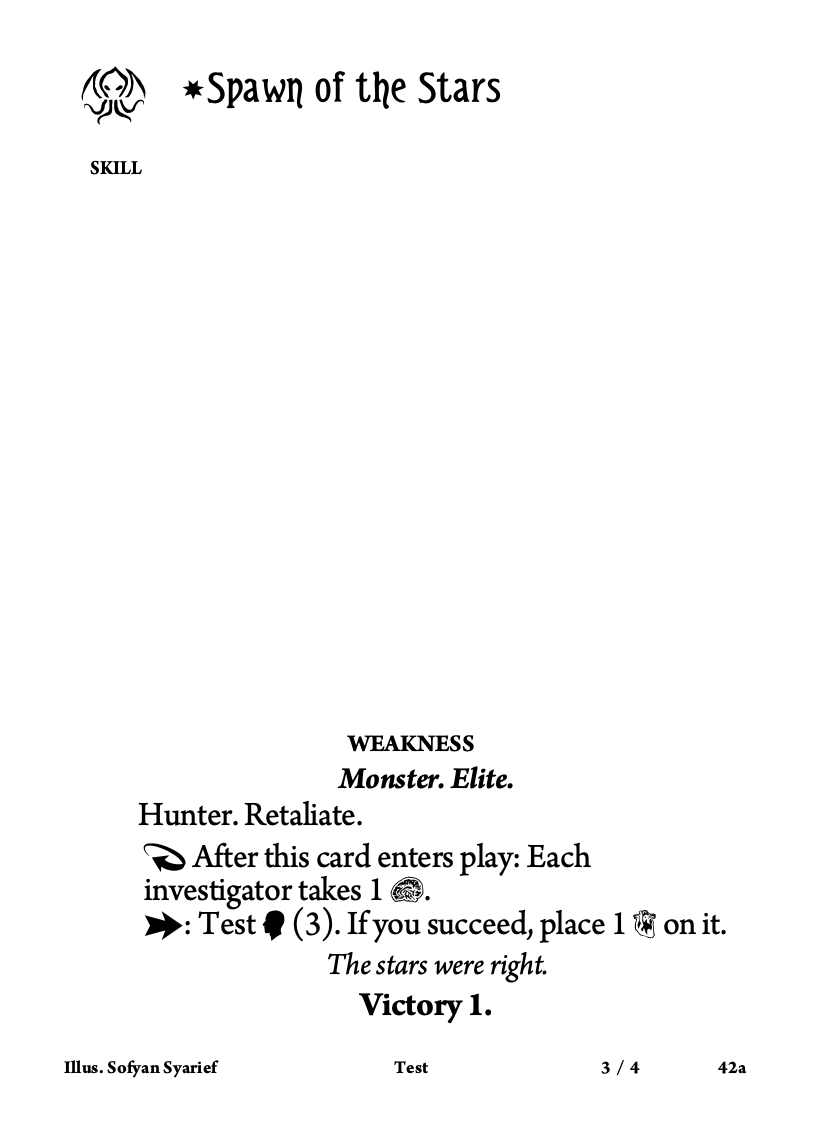 Spawn of the Stars
SKILL
WEAKNESS
Monster. Elite.
Hunter. Retaliate.
After this card enters play: Each
investigator takes 1 .
: Test (3). If you succeed, place 1 on it.
The stars were right.
Victory 1.
Illus. Sofyan Syarief Test 3 / 4 42a